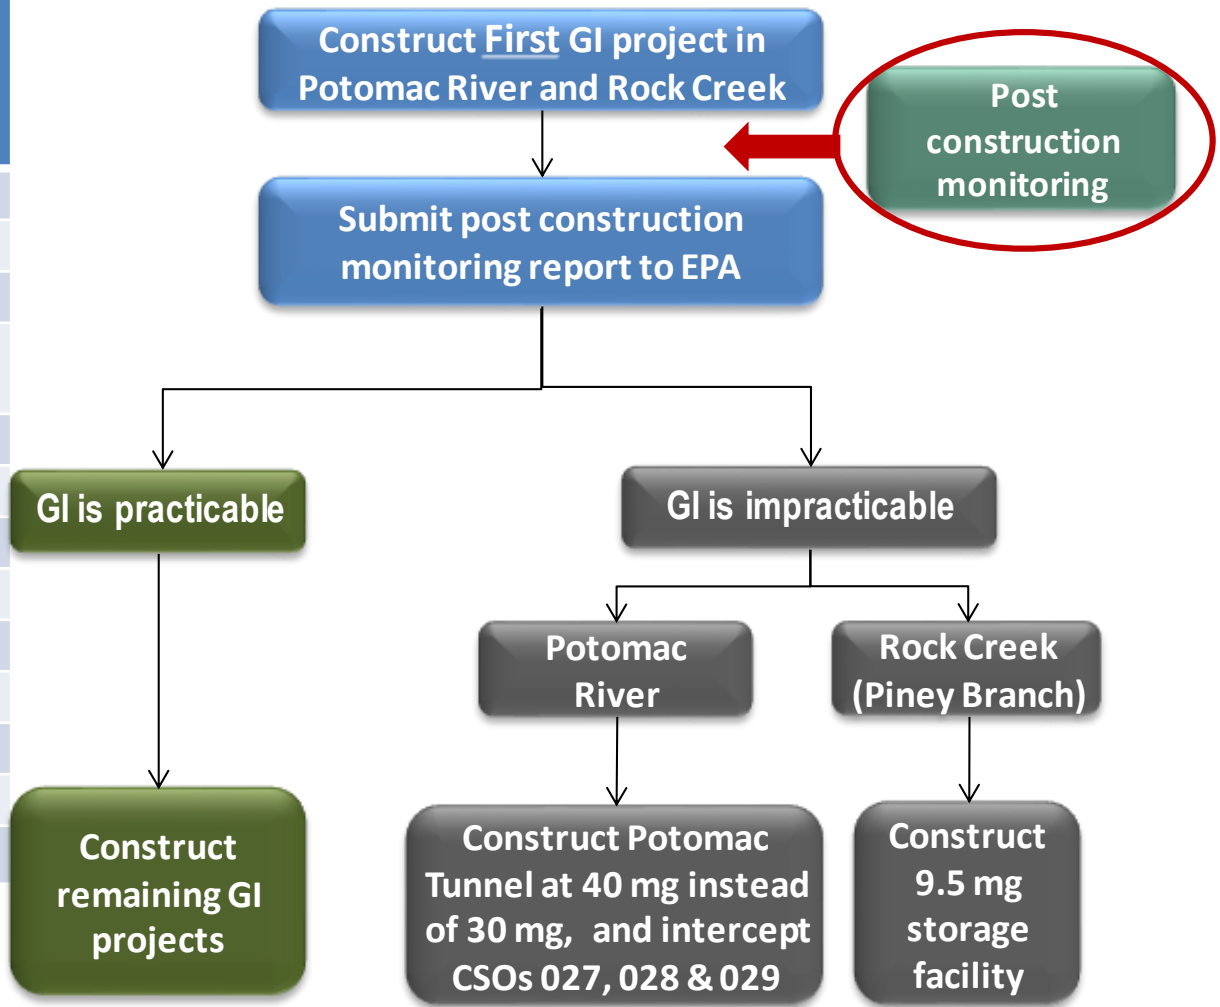 Construct First GI project in
Potomac River and Rock Creek
Post
construction
monitoring
Submit post construction
monitoring report to EPA
GI is practicable
GI is impracticable
Potomac
River
Rock Creek
(Piney Branch)
Construct
remaining GI
projects
Construct Potomac
Tunnel at 40 mg instead
of 30 mg, and intercept
CSOs 027, 028 & 029
Construct
9.5 mg
storage
facility